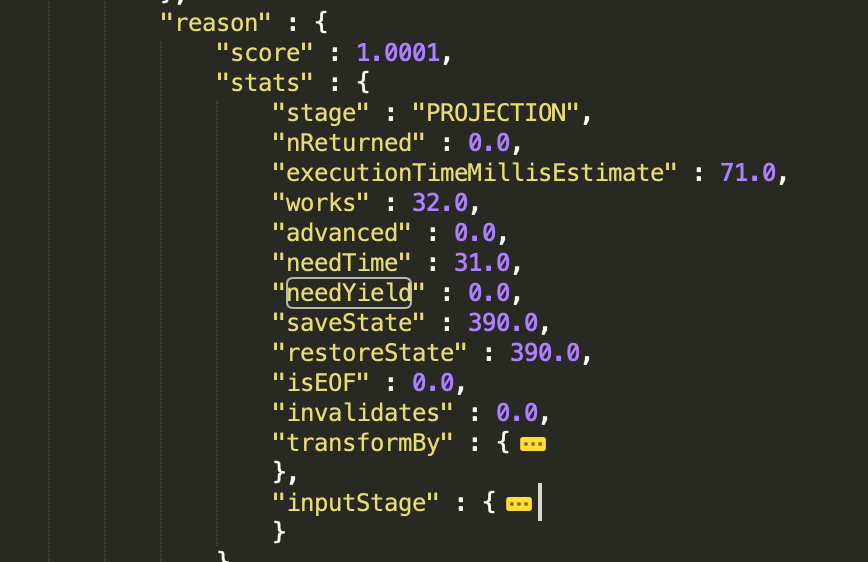 },
"reason" : {
"score" : 1.0001,
"stats" : {
"stage" : "PROJECTION",
"nReturned" : 0.0,
"executionTimeMillisEstimate" : 71.0,
"works" : 32.0,
"advanced" : 0.0,
"needTime" : 31.0,
"needYield" : 0.0,
"saveState" : 390.0,
"restoreState" : 390.0,
"isEOF" : 0.0,
"invalidates" : 0.0,
"transformBy" : { ...
},
"inputStage" : { ...
}
}